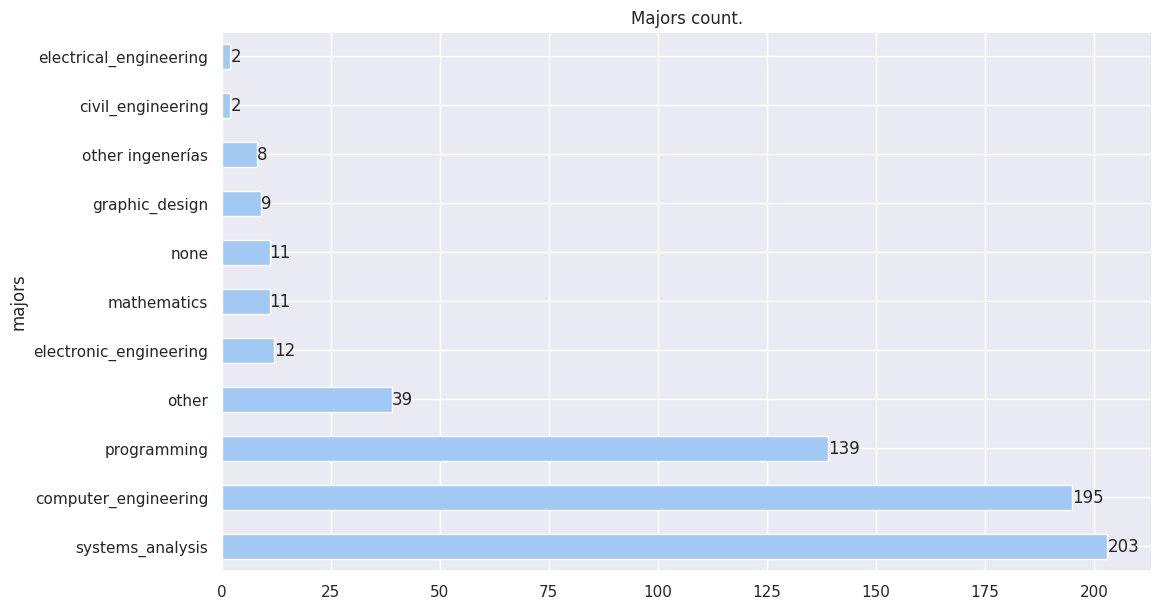 Majors count.
majors
electrical_engineering 2
civil_engineering 2
other ingenerías 8
graphic_design 9
none 11
mathematics 11
electronic_engineering 12
other 39
programming 139
computer_engineering 195
systems_analysis 203
0 25 50 75 100 125 150 175 200